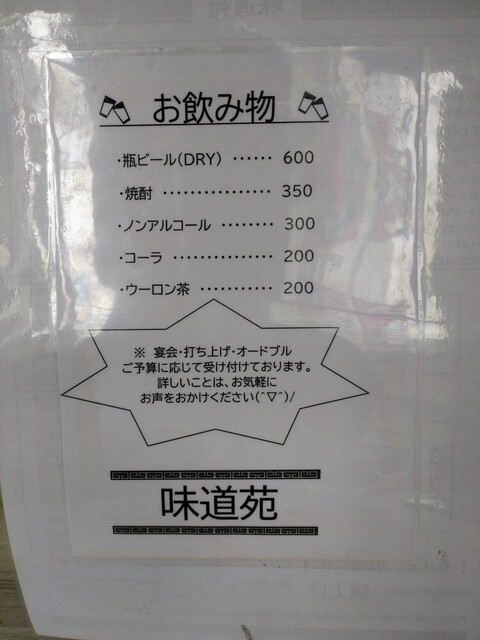 お飲み物
・瓶ビール(DRY) ・・・・・・ 600
・焼酎 ・・・・・・・・・・・・・・・・ 350
・ノンアルコール ・・・・・・・・ 300
・コーラ ・・・・・・・・・・・・・・・ 200
・ウーロン茶 ・・・・・・・・・・・ 200
※ 宴会・打ち上げ・オードブル
ご予算に応じて受け付けております。
詳しいことは、お気軽に
お声をおかけください(^▽^)/
味道苑